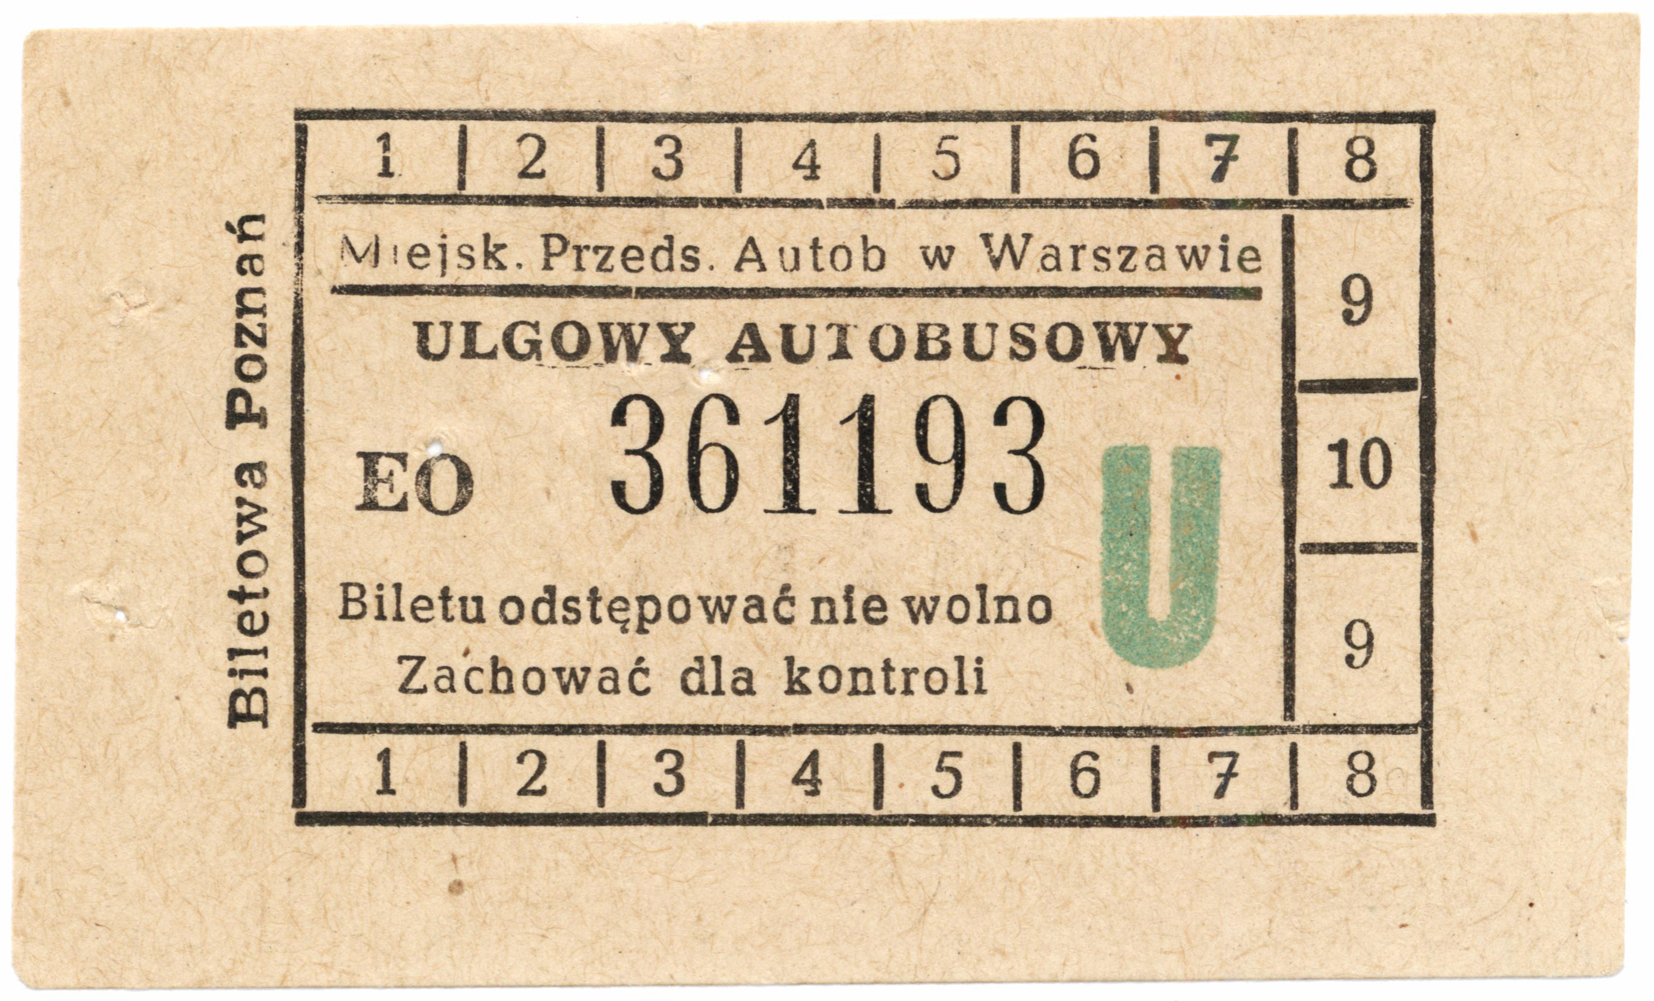 1 | 2 | 3 | 4 | 5 | 6 | 7 | 8
Miejsk. Przeds. Autob w Warszawie
9
ULGOWY AUTOBUSOWY
EO 361193
10
U
Biletu odstępować nie wolno
9
Zachować dla kontroli
1 | 2 | 3 | 4 | 5 | 6 | 7 | 8
Biletowa Poznań